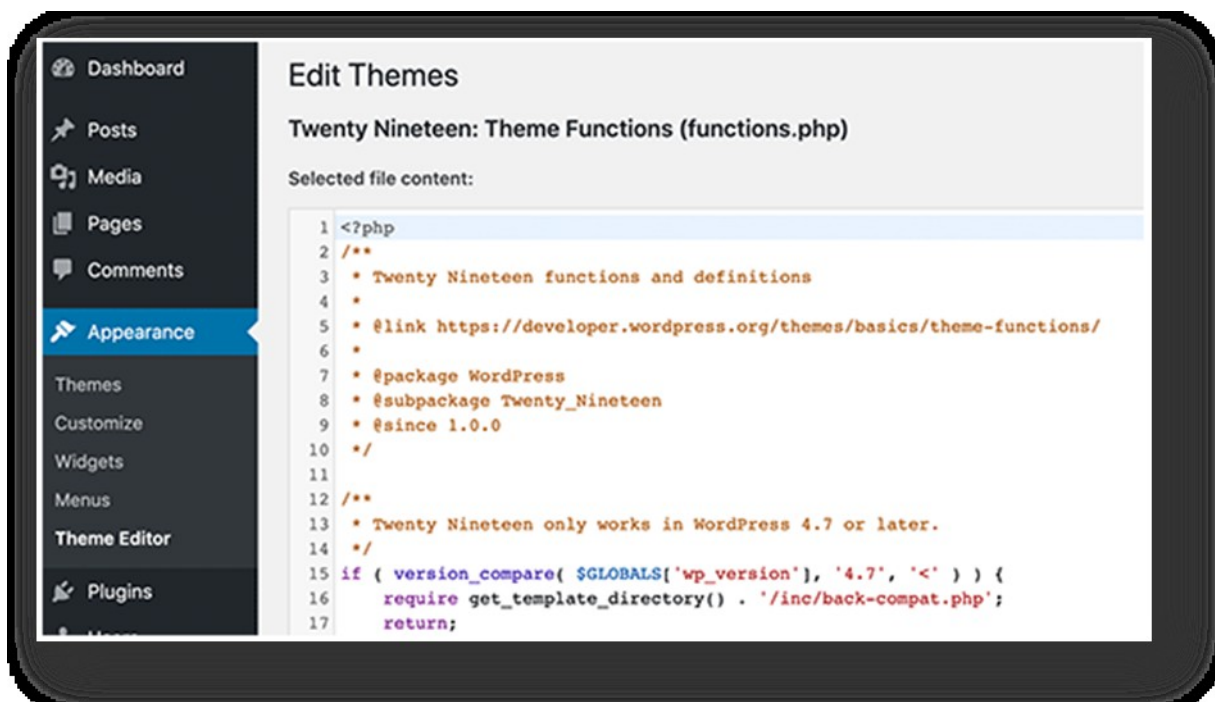 Dashboard
Posts
Media
Pages
Comments
Appearance
Themes
Customize
Widgets
Menus
Theme Editor
Plugins
Edit Themes
Twenty Nineteen: Theme Functions (functions.php)
Selected file content:
1 <?php
2 /**
3 * Twenty Nineteen functions and definitions
4 *
5 * @link https://developer.wordpress.org/themes/basics/theme-functions/
6 *
7 * @package WordPress
8 * @subpackage Twenty_Nineteen
9 * @since 1.0.0
10 */
11
12 /**
13 * Twenty Nineteen only works in WordPress 4.7 or later.
14 */
15 if ( version_compare( $GLOBALS['wp_version'], '4.7', '<' ) ) {
16 require get_template_directory() . '/inc/back-compat.php';
17 return;